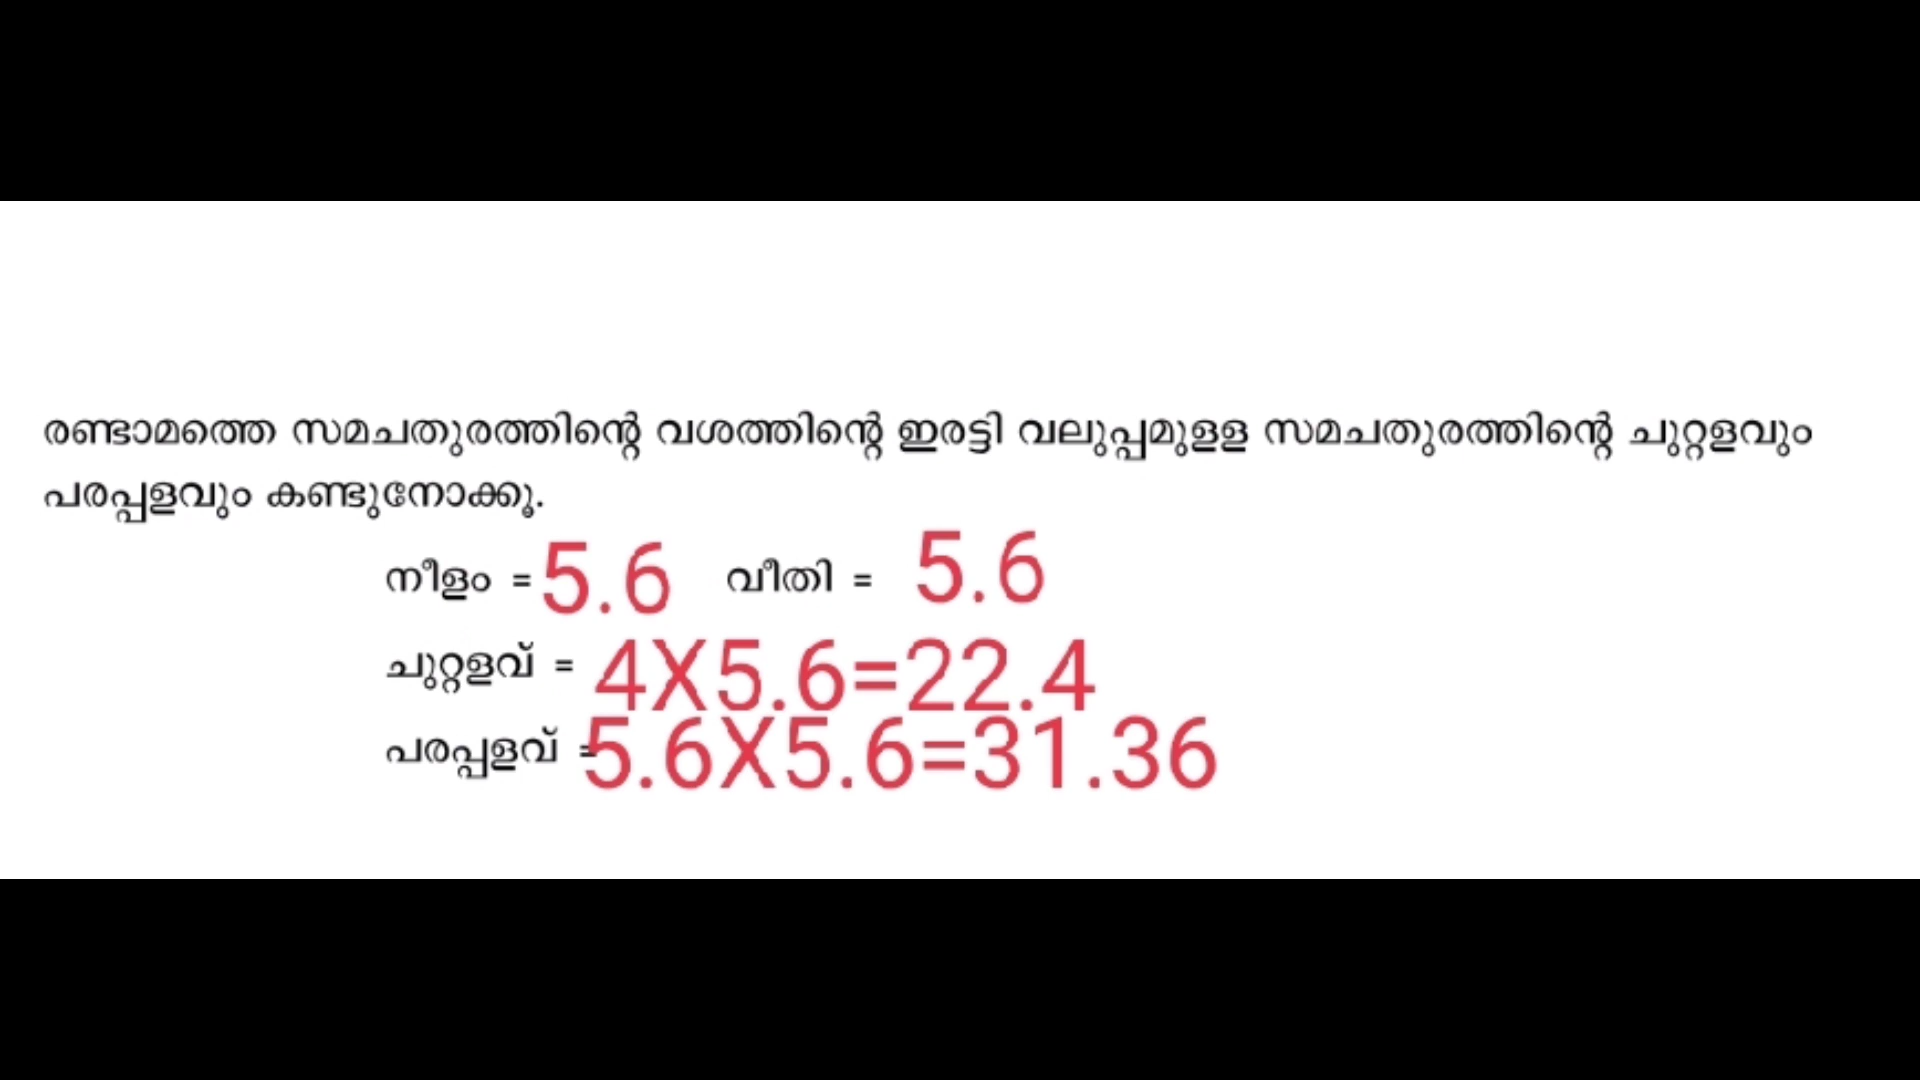 രണ്ടാമത്തെ സമചതുരത്തിന്റെ വശത്തിന്റെ ഇരട്ടി വലുപ്പമുളള സമചതുരത്തിന്റെ ചുറ്റളവും
പരപ്പളവും കണ്ടുനോക്കൂ.
നീളം = 5.6 വീതി = 5.6
ചുറ്റളവ് = 4X5.6=22.4
പരപ്പളവ് = 5.6X5.6=31.36